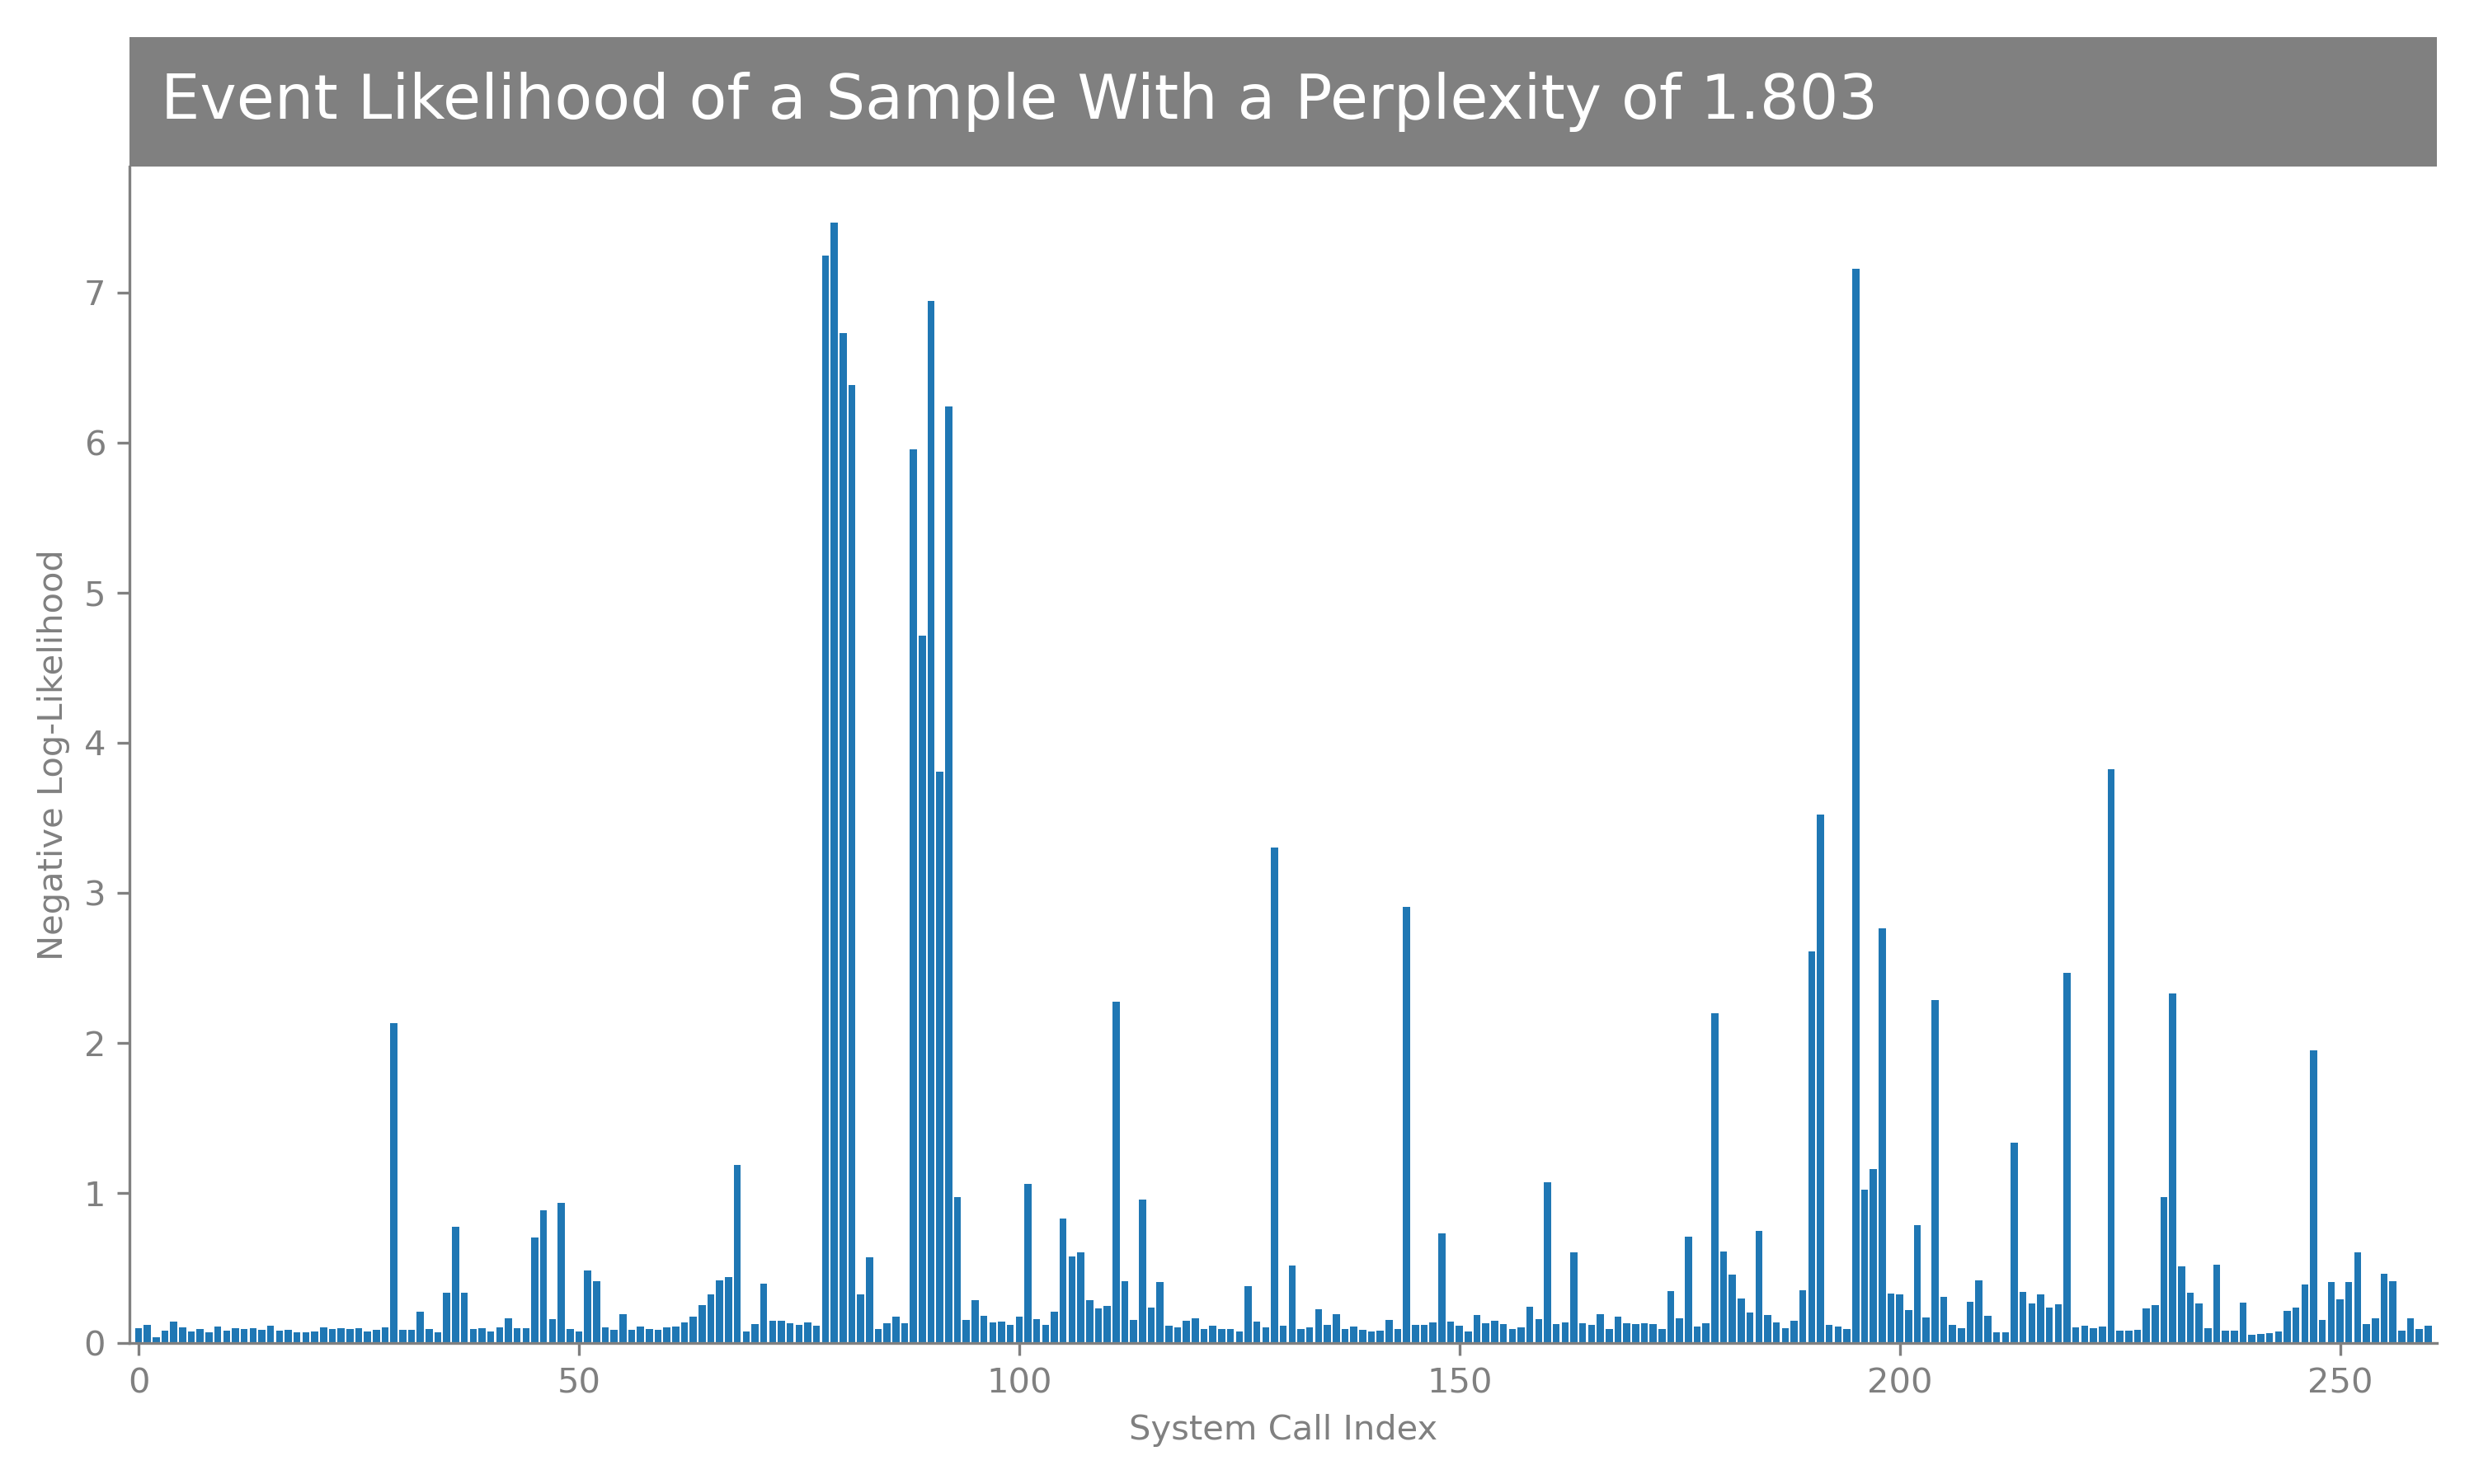 Event Likelihood of a Sample With a Perplexity of 1.803
7
6
5
4
3
2
1
0
Negative Log-Likelihood
0 50 100 150 200 250
System Call Index